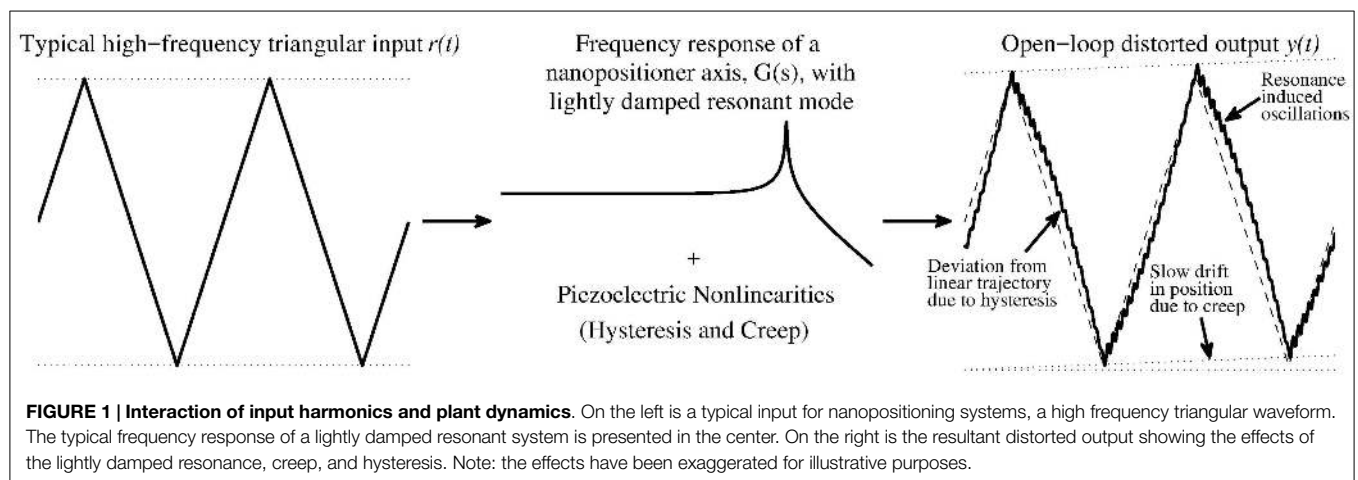 Typical high−frequency triangular input r(t)
Frequency response of a
nanopositioner axis, G(s), with
lightly damped resonant mode
+
Piezoelectric Nonlinearities
(Hysteresis and Creep)
Open−loop distorted output y(t)
Resonance
induced
oscillations
Deviation from
linear trajectory
due to hysteresis
Slow drift
in position
due to creep
FIGURE 1 | Interaction of input harmonics and plant dynamics. On the left is a typical input for nanopositioning systems, a high frequency triangular waveform.
The typical frequency response of a lightly damped resonant system is presented in the center. On the right is the resultant distorted output showing the effects of
the lightly damped resonance, creep, and hysteresis. Note: the effects have been exaggerated for illustrative purposes.